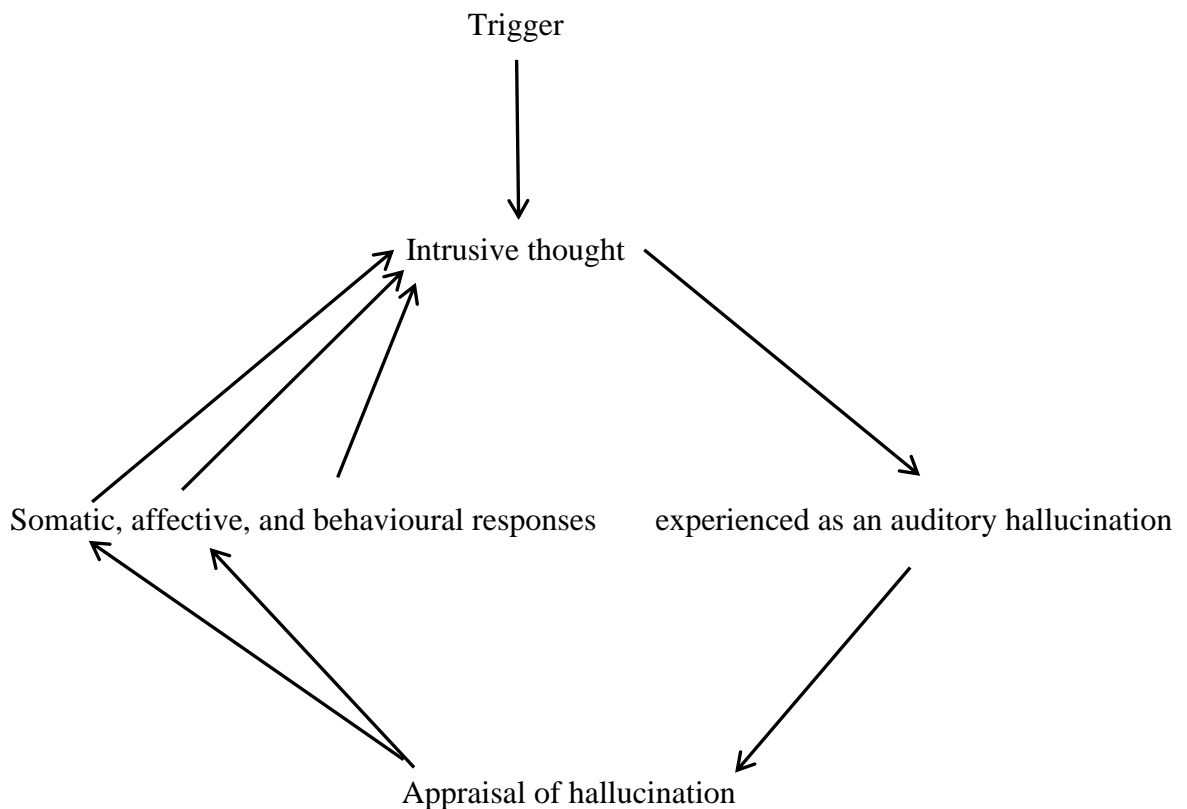 Trigger
Intrusive thought
Somatic, affective, and behavioural responses
experienced as an auditory hallucination
Appraisal of hallucination